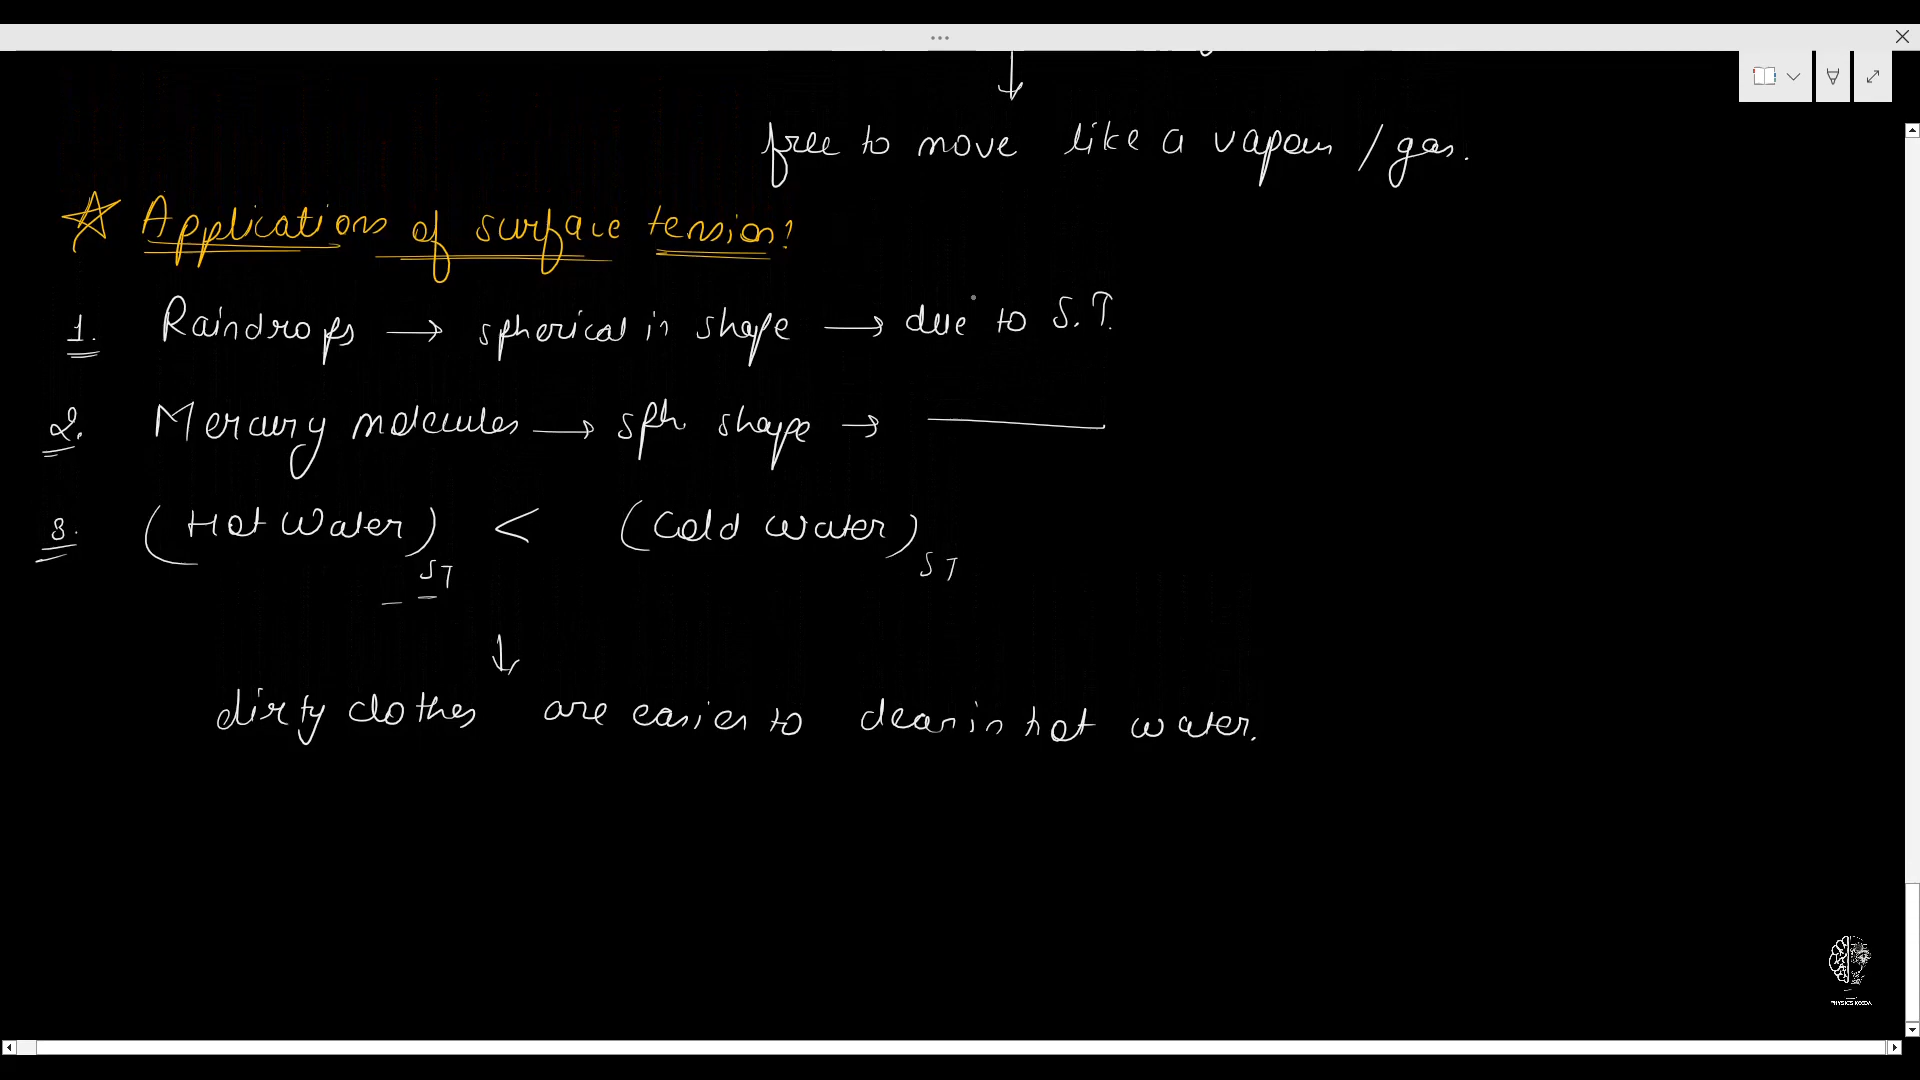 free to move like a vapour / gas.
☆ Applications of surface tension:
1. Raindrops → spherical in shape → due to S.T.
2. Mercury molecules → sph. shape → ———
3. (Hot Water)ST < (Cold water)ST
↓
dirty clothes are easier to clean in hot water.